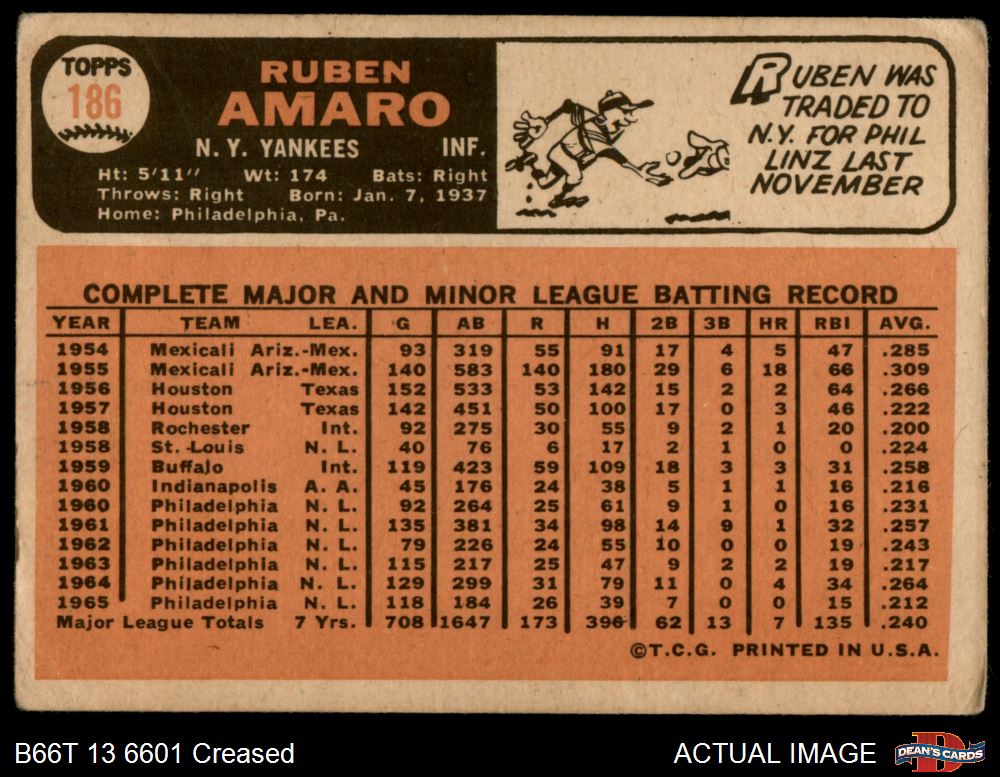 TOPPS
186
RUBEN
AMARO
N. Y. YANKEES INF.
Ht: 5'11" Wt: 174 Bats: Right
Throws: Right Born: Jan. 7, 1937
Home: Philadelphia, Pa.
RUBEN WAS
TRADED TO
N.Y. FOR PHIL
LINZ LAST
NOVEMBER
COMPLETE MAJOR AND MINOR LEAGUE BATTING RECORD
YEAR TEAM LEA. G AB R H 2B 3B HR RBI AVG.
1954 Mexicali Ariz.-Mex. 93 319 55 91 17 4 5 47 .285
1955 Mexicali Ariz.-Mex. 140 583 140 180 29 6 18 66 .309
1956 Houston Texas 152 533 53 142 15 2 2 64 .266
1957 Houston Texas 142 451 50 100 17 0 3 46 .222
1958 Rochester Int. 92 275 30 55 9 2 1 20 .200
1958 St. Louis N. L. 40 76 6 17 2 1 0 0 .224
1959 Buffalo Int. 119 423 59 109 18 3 3 31 .258
1960 Indianapolis A. A. 45 176 24 38 5 1 1 16 .216
1960 Philadelphia N. L. 92 264 25 61 9 1 0 16 .231
1961 Philadelphia N. L. 135 381 34 98 14 9 1 32 .257
1962 Philadelphia N. L. 79 226 24 55 10 0 0 19 .243
1963 Philadelphia N. L. 115 217 25 47 9 2 2 19 .217
1964 Philadelphia N. L. 129 299 31 79 11 0 4 34 .264
1965 Philadelphia N. L. 118 184 26 39 7 0 0 15 .212
Major League Totals 7 Yrs. 708 1647 173 396 62 13 7 135 .240
©T.C.G. PRINTED IN U.S.A.
B66T 13 6601 Creased
ACTUAL IMAGE
DEAN'S CARDS